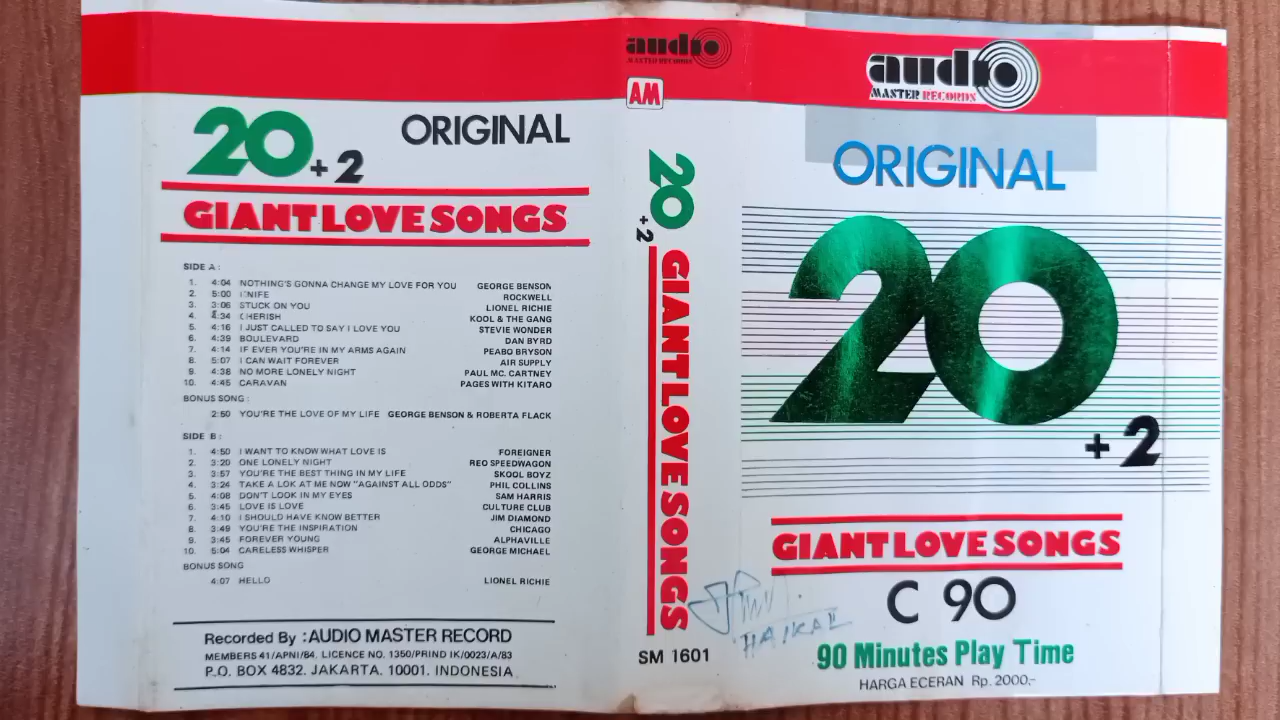 20 + 2 ORIGINAL
GIANT LOVE SONGS
SIDE A :
1. 4:04 NOTHING'S GONNA CHANGE MY LOVE FOR YOU GEORGE BENSON
2. 5:00 KNIFE ROCKWELL
3. 3:06 STUCK ON YOU LIONEL RICHIE
4. 4:34 CHERISH KOOL & THE GANG
5. 4:16 I JUST CALLED TO SAY I LOVE YOU STEVIE WONDER
6. 4:39 BOULEVARD DAN BYRD
7. 4:14 IF EVER YOU'RE IN MY ARMS AGAIN PEABO BRYSON
8. 5:07 I CAN WAIT FOREVER AIR SUPPLY
9. 4:38 NO MORE LONELY NIGHT PAUL MC. CARTNEY
10. 4:45 CARAVAN PAGES WITH KITARO
BONUS SONG :
2:50 YOU'RE THE LOVE OF MY LIFE GEORGE BENSON & ROBERTA FLACK
SIDE B :
1. 4:50 I WANT TO KNOW WHAT LOVE IS FOREIGNER
2. 3:20 ONE LONELY NIGHT REO SPEEDWAGON
3. 3:57 YOU'RE THE BEST THING IN MY LIFE SKOOL BOYZ
4. 3:24 TAKE A LOK AT ME NOW "AGAINST ALL ODDS" PHIL COLLINS
5. 4:08 DON'T LOOK IN MY EYES SAM HARRIS
6. 3:45 LOVE IS LOVE CULTURE CLUB
7. 4:10 I SHOULD HAVE KNOW BETTER JIM DIAMOND
8. 3:49 YOU'RE THE INSPIRATION CHICAGO
9. 3:45 FOREVER YOUNG ALPHAVILLE
10. 5:04 CARELESS WHISPER GEORGE MICHAEL
BONUS SONG
4:07 HELLO LIONEL RICHIE
Recorded By : AUDIO MASTER RECORD
MEMBERS 41/APNI/84. LICENCE NO. 1350/PRIND IK/0023/A/83
P.O. BOX 4832. JAKARTA. 10001. INDONESIA
audio
MASTER RECORDS
AM
20 + 2 GIANT LOVE SONGS
SM 1601
audio
MASTER RECORDS
ORIGINAL
20
+ 2
GIANT LOVE SONGS
C 90
HAIKAL
90 Minutes Play Time
HARGA ECERAN Rp. 2000,-